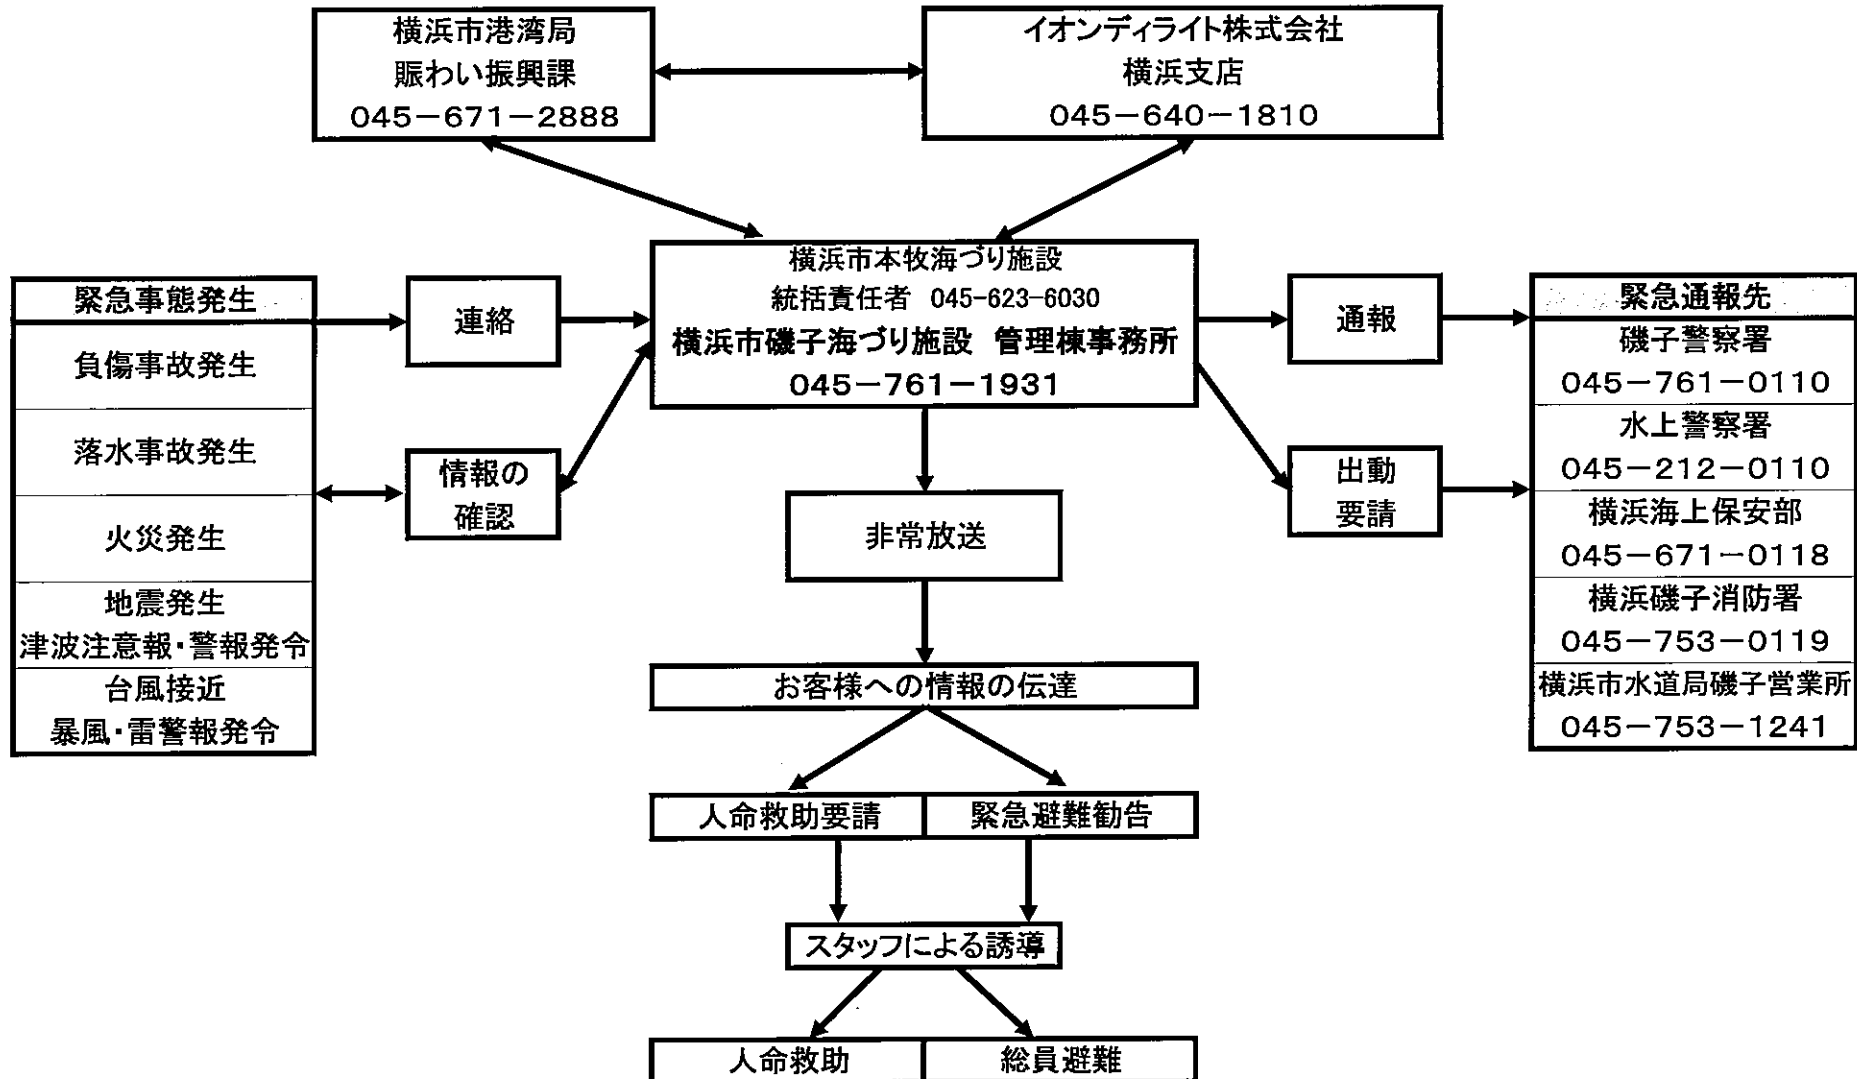 横浜市港湾局
賑わい振興課
045－671－2888
イオンディライト株式会社
横浜支店
045－640－1810
緊急事態発生
負傷事故発生
落水事故発生
火災発生
地震発生
津波注意報・警報発令
台風接近
暴風・雷警報発令
連絡
情報の
確認
横浜市本牧海づり施設
統括責任者 045-623-6030
横浜市磯子海づり施設 管理棟事務所
045－761－1931
通報
出動
要請
緊急通報先
磯子警察署
045－761－0110
水上警察署
045－212－0110
横浜海上保安部
045－671－0118
横浜磯子消防署
045－753－0119
横浜市水道局磯子営業所
045－753－1241
非常放送
お客様への情報の伝達
人命救助要請
緊急避難勧告
スタッフによる誘導
人命救助
総員避難